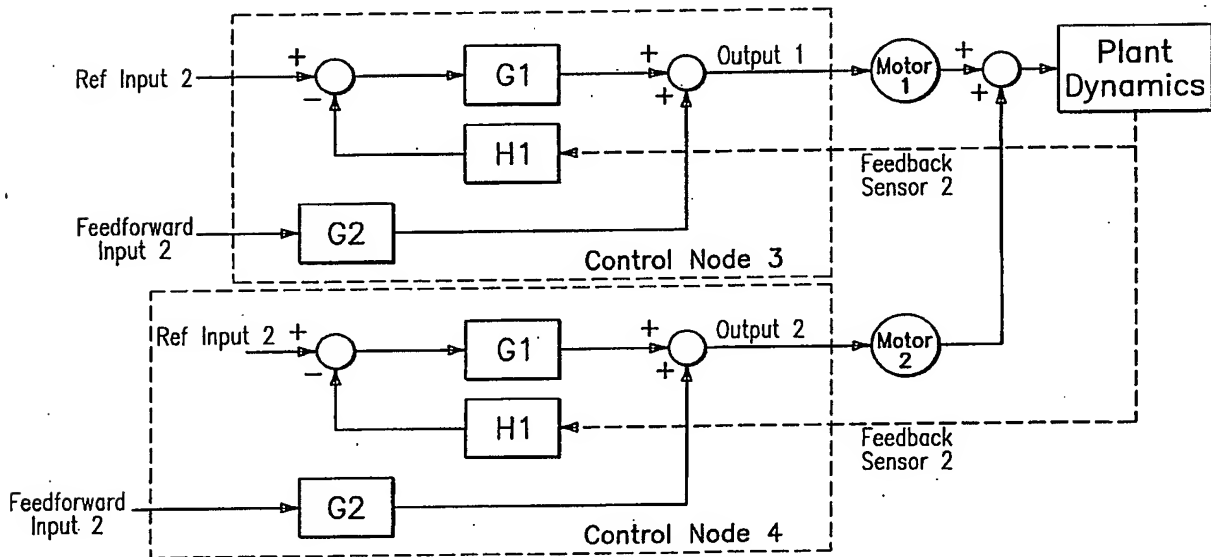 Ref Input 2
+
−
G1
+
+
Output 1
Motor
1
+
+
Plant
Dynamics
H1
Feedback
Sensor 2
Feedforward
Input 2
G2
Control Node 3
Ref Input 2
+
−
G1
+
+
Output 2
Motor
2
H1
Feedback
Sensor 2
Feedforward
Input 2
G2
Control Node 4